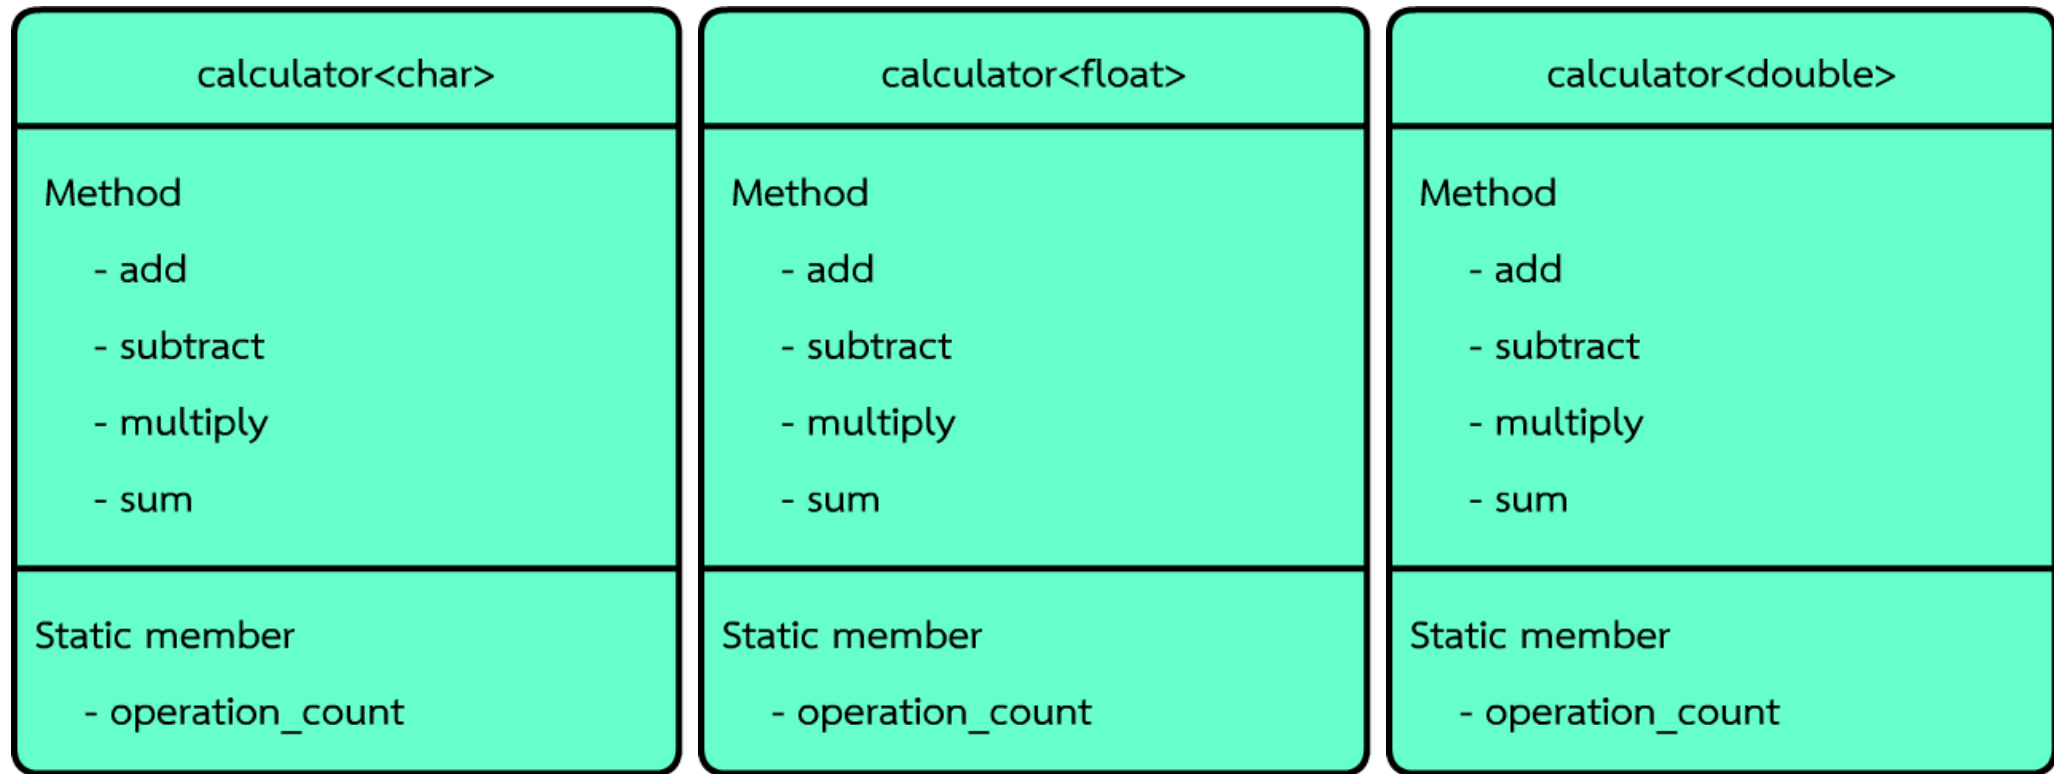 calculator<char>
Method
- add
- subtract
- multiply
- sum
Static member
- operation_count
calculator<float>
Method
- add
- subtract
- multiply
- sum
Static member
- operation_count
calculator<double>
Method
- add
- subtract
- multiply
- sum
Static member
- operation_count